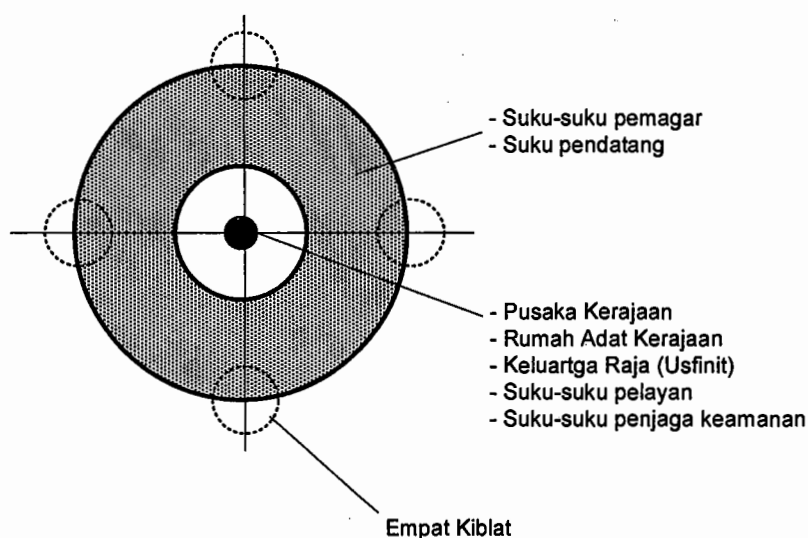 - Suku-suku pemagar
- Suku pendatang
- Pusaka Kerajaan
- Rumah Adat Kerajaan
- Keluartga Raja (Usfinit)
- Suku-suku pelayan
- Suku-suku penjaga keamanan
Empat Kiblat